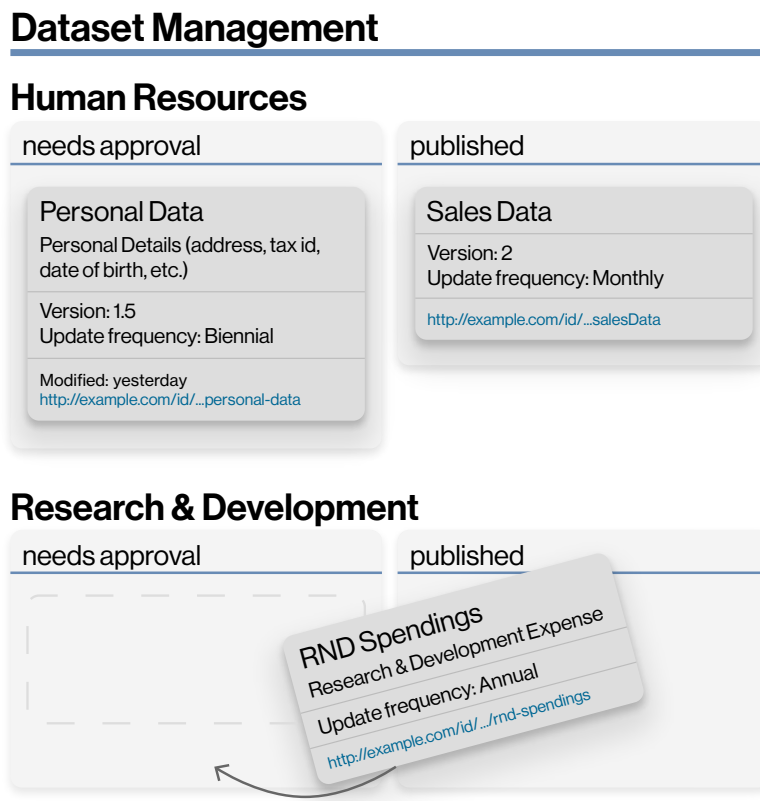 Dataset Management
Human Resources
needs approval
published
Personal Data
Personal Details (address, tax id,
date of birth, etc.)
Version: 1.5
Update frequency: Biennial
Modified: yesterday
http://example.com/id/...personal-data
Sales Data
Version: 2
Update frequency: Monthly
http://example.com/id/...salesData
Research & Development
needs approval
published
RND Spendings
Research & Development Expense
Update frequency: Annual
http://example.com/id/.../rnd-spendings